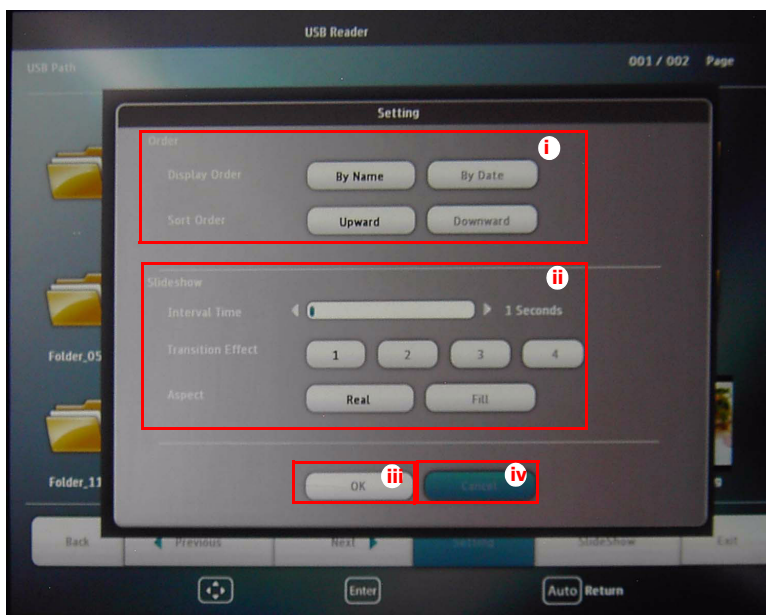 USB Reader
USB Path
001 / 002 Page
Setting
Order
i
Display Order By Name By Date
Sort Order Upward Downward
ii
Slideshow
Interval Time 1 Seconds
Transition Effect 1 2 3 4
Folder_05
Aspect Real Fill
iii iv
Folder_11 OK Cancel
Back Previous Next Setting SlideShow Exit
Enter Auto Return